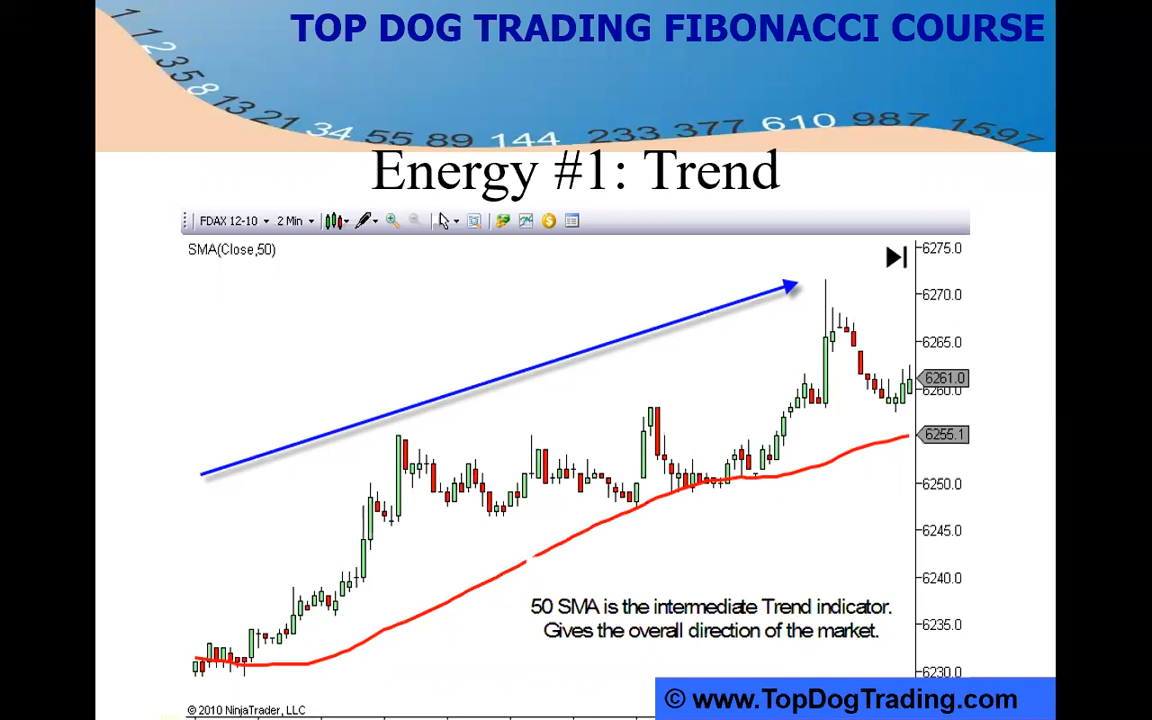 TOP DOG TRADING FIBONACCI COURSE
1 1 2 3 5 8 13 21 34 55 89 144 233 377 610 987 1597
Energy #1: Trend
FDAX 12-10 2 Min
SMA(Close,50)
6275.0
6270.0
6265.0
6261.0
6260.0
6255.1
6250.0
6245.0
6240.0
6235.0
6230.0
50 SMA is the intermediate Trend indicator.
Gives the overall direction of the market.
© 2010 NinjaTrader, LLC
© www.TopDogTrading.com